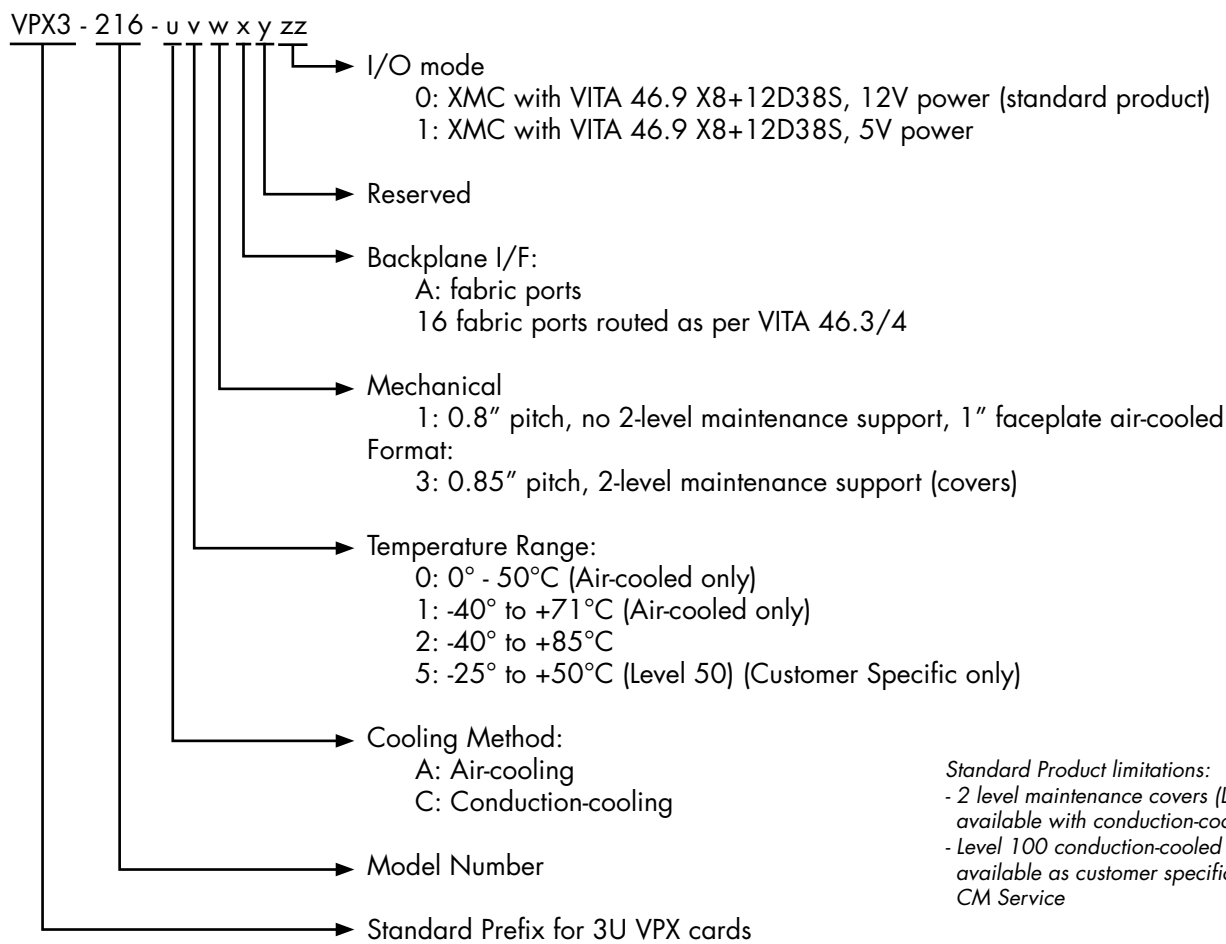 VPX3 - 216 - u v w x y zz
I/O mode
0: XMC with VITA 46.9 X8+12D38S, 12V power (standard product)
1: XMC with VITA 46.9 X8+12D38S, 5V power
Reserved
Backplane I/F:
A: fabric ports
16 fabric ports routed as per VITA 46.3/4
Mechanical
1: 0.8” pitch, no 2-level maintenance support, 1” faceplate air-cooled
Format:
3: 0.85” pitch, 2-level maintenance support (covers)
Temperature Range:
0: 0° - 50°C (Air-cooled only)
1: -40° to +71°C (Air-cooled only)
2: -40° to +85°C
5: -25° to +50°C (Level 50) (Customer Specific only)
Cooling Method:
A: Air-cooling
C: Conduction-cooling
Model Number
Standard Prefix for 3U VPX cards
Standard Product limitations:
- 2 level maintenance covers
available with
- Level 100 conduction-cooled
available as customer
CM Service